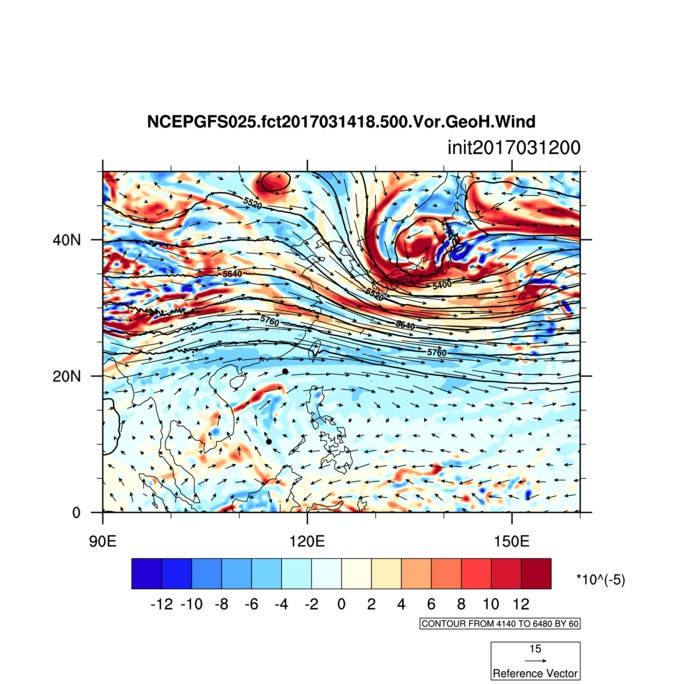 NCEPGFS025.fct2017031418.500.Vor.GeoH.Wind
init2017031200
5520
40N
5640
5400
5520
5640
5760
5760
20N
0
90E 120E 150E
-12 -10 -8 -6 -4 -2 0 2 4 6 8 10 12
*10^(-5)
CONTOUR FROM 4140 TO 6480 BY 60
15
Reference Vector